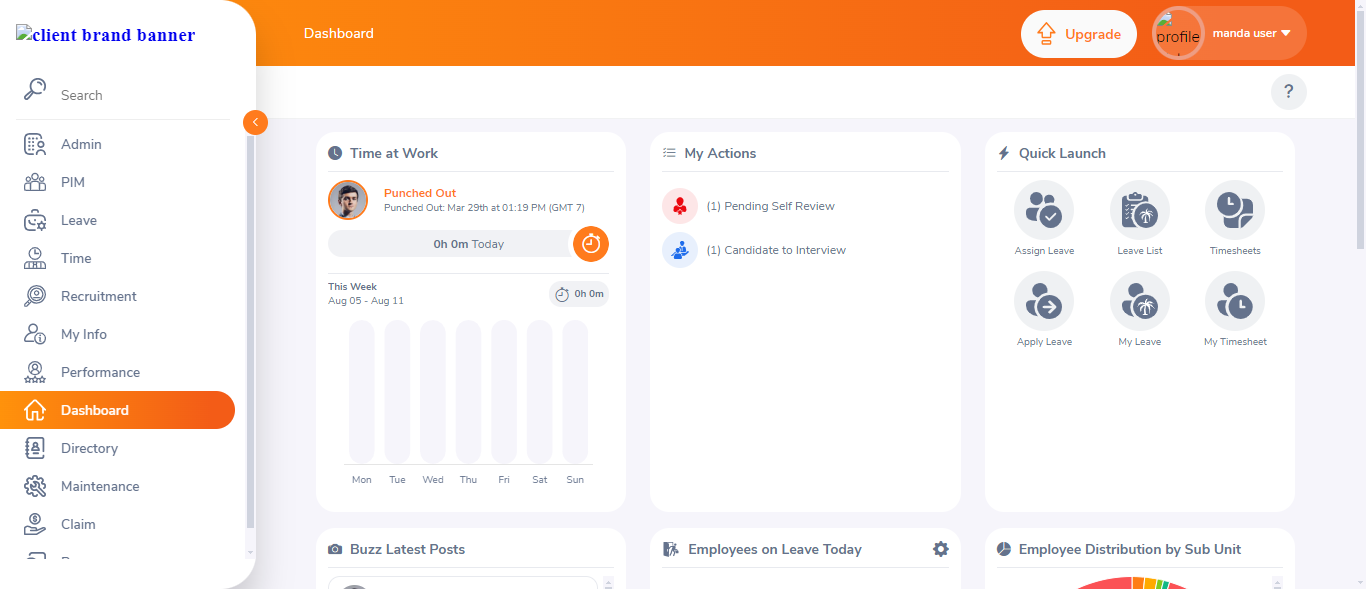 client brand banner
Dashboard
Upgrade
profile
manda user
Search
?
Admin
PIM
Leave
Time
Recruitment
My Info
Performance
Dashboard
Directory
Maintenance
Claim
Time at Work
Punched Out
Punched Out: Mar 29th at 01:19 PM (GMT 7)
0h 0m Today
This Week
Aug 05 - Aug 11
0h 0m
Mon Tue Wed Thu Fri Sat Sun
My Actions
(1) Pending Self Review
(1) Candidate to Interview
Quick Launch
Assign Leave Leave List Timesheets
Apply Leave My Leave My Timesheet
Buzz Latest Posts
Employees on Leave Today
Employee Distribution by Sub Unit